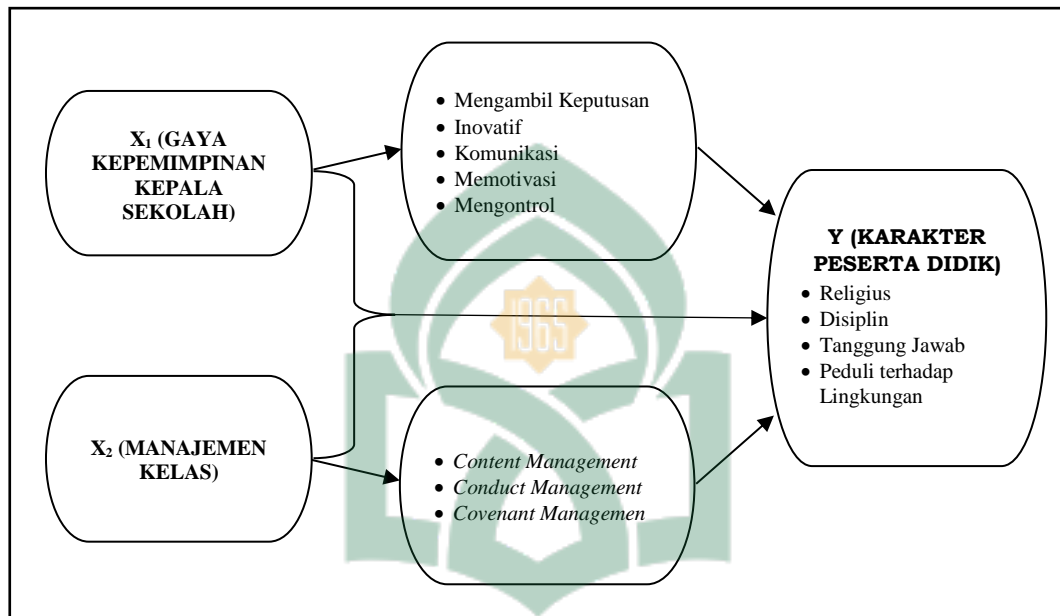 X₁ (GAYA
KEPEMIMPINAN
KEPALA
SEKOLAH)
• Mengambil Keputusan
• Inovatif
• Komunikasi
• Memotivasi
• Mengontrol
Y (KARAKTER
PESERTA DIDIK)
• Religius
• Disiplin
• Tanggung Jawab
• Peduli terhadap
Lingkungan
1965
X₂ (MANAJEMEN
KELAS)
• Content Management
• Conduct Management
• Covenant Managemen